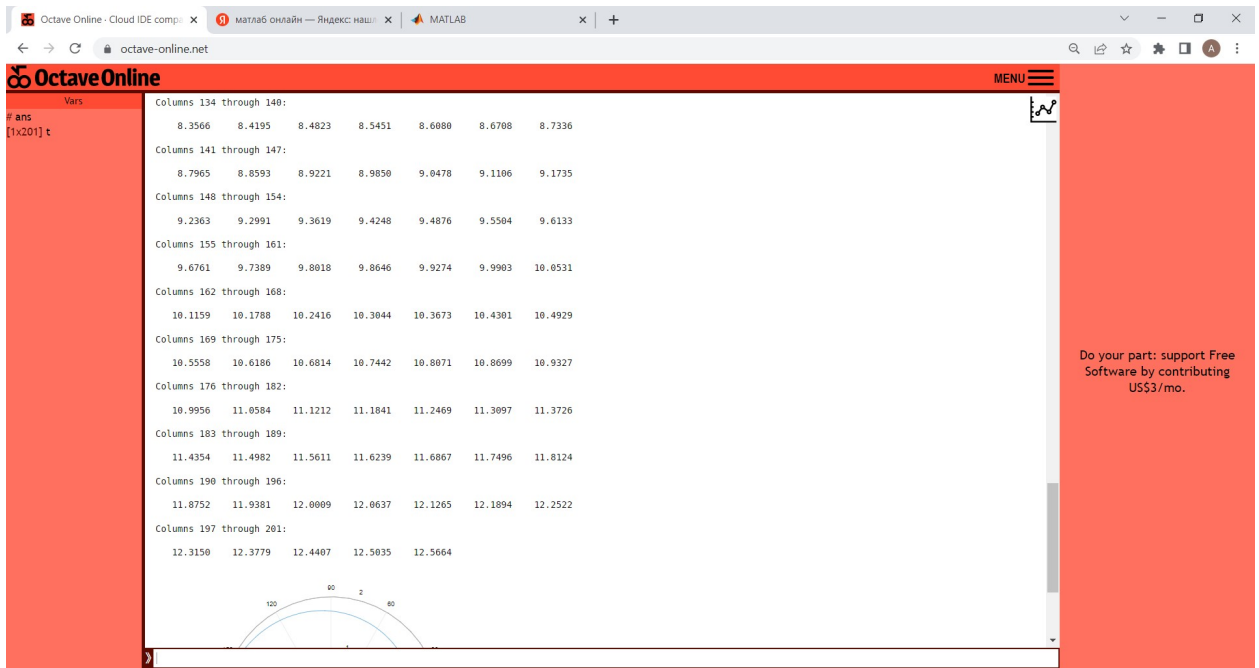 Octave Online · Cloud IDE compa
матлаб онлайн — Яндекс: наш
MATLAB
octave-online.net
A
Octave Online
MENU
Vars
# ans
[1x201] t
Columns 134 through 140:
8.3566 8.4195 8.4823 8.5451 8.6080 8.6708 8.7336
Columns 141 through 147:
8.7965 8.8593 8.9221 8.9850 9.0478 9.1106 9.1735
Columns 148 through 154:
9.2363 9.2991 9.3619 9.4248 9.4876 9.5504 9.6133
Columns 155 through 161:
9.6761 9.7389 9.8018 9.8646 9.9274 9.9903 10.0531
Columns 162 through 168:
10.1159 10.1788 10.2416 10.3044 10.3673 10.4301 10.4929
Columns 169 through 175:
10.5558 10.6186 10.6814 10.7442 10.8071 10.8699 10.9327
Columns 176 through 182:
10.9956 11.0584 11.1212 11.1841 11.2469 11.3097 11.3726
Columns 183 through 189:
11.4354 11.4982 11.5611 11.6239 11.6867 11.7496 11.8124
Columns 190 through 196:
11.8752 11.9381 12.0009 12.0637 12.1265 12.1894 12.2522
Columns 197 through 201:
12.3150 12.3779 12.4407 12.5035 12.5664
90
2
120
60
Do your part: support Free
Software by contributing
US$3/mo.